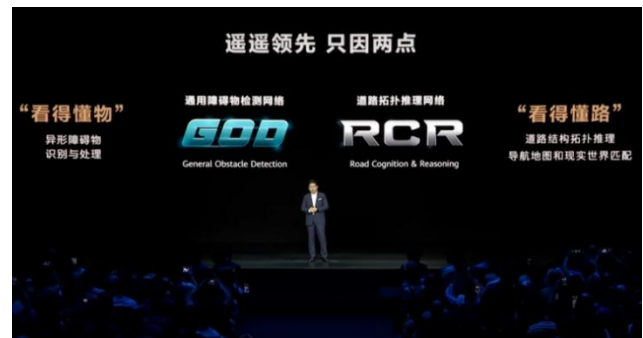 遥遥领先 只因两点
“看得懂物”
异形障碍物
识别与处理
通用障碍物检测网络
GOD
General Obstacle Detection
道路拓扑推理网络
RCR
Road Cognition & Reasoning
“看得懂路”
道路结构拓扑推理
导航地图和现实世界匹配